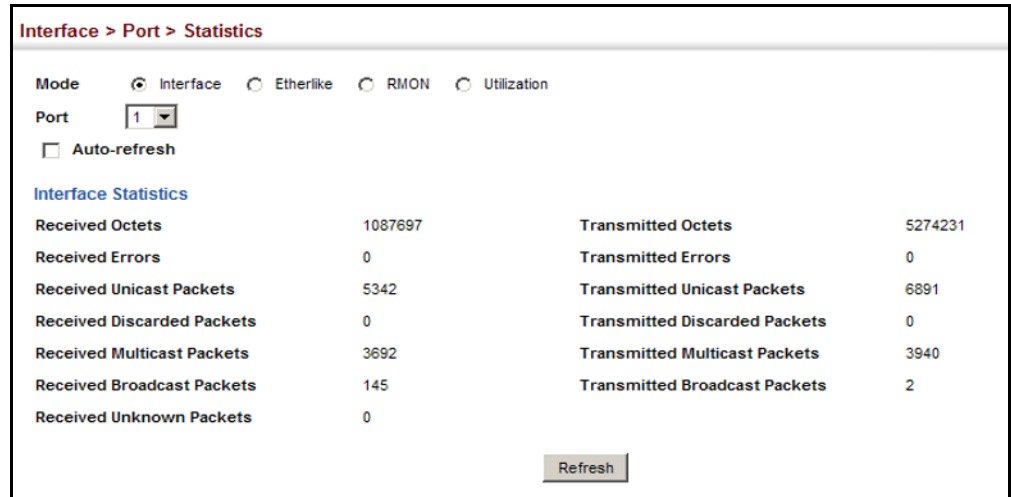 Interface > Port > Statistics
Mode Interface Etherlike RMON Utilization
Port 1
Auto-refresh
Interface Statistics
Received Octets 1087697 Transmitted Octets 5274231
Received Errors 0 Transmitted Errors 0
Received Unicast Packets 5342 Transmitted Unicast Packets 6891
Received Discarded Packets 0 Transmitted Discarded Packets 0
Received Multicast Packets 3692 Transmitted Multicast Packets 3940
Received Broadcast Packets 145 Transmitted Broadcast Packets 2
Received Unknown Packets 0
Refresh